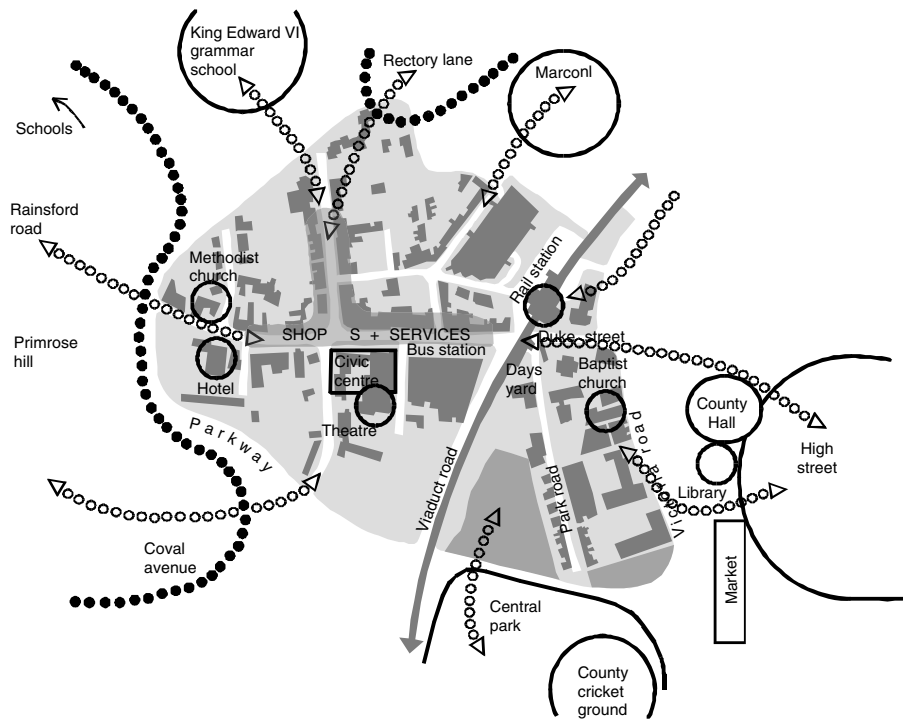 King Edward VI
grammar
school
Rectory lane
Marconl
Schools
Rainsford
road
Methodist
church
Rail station
SHOP S + SERVICES
Duke street
Primrose
hill
Civic
centre
Bus station
Days
yard
Baptist
church
Hotel
Theatre
County
Hall
Parkway
High
street
Viaduct road
Park road
Victoria road
Library
Coval
avenue
Market
Central
park
County
cricket
ground